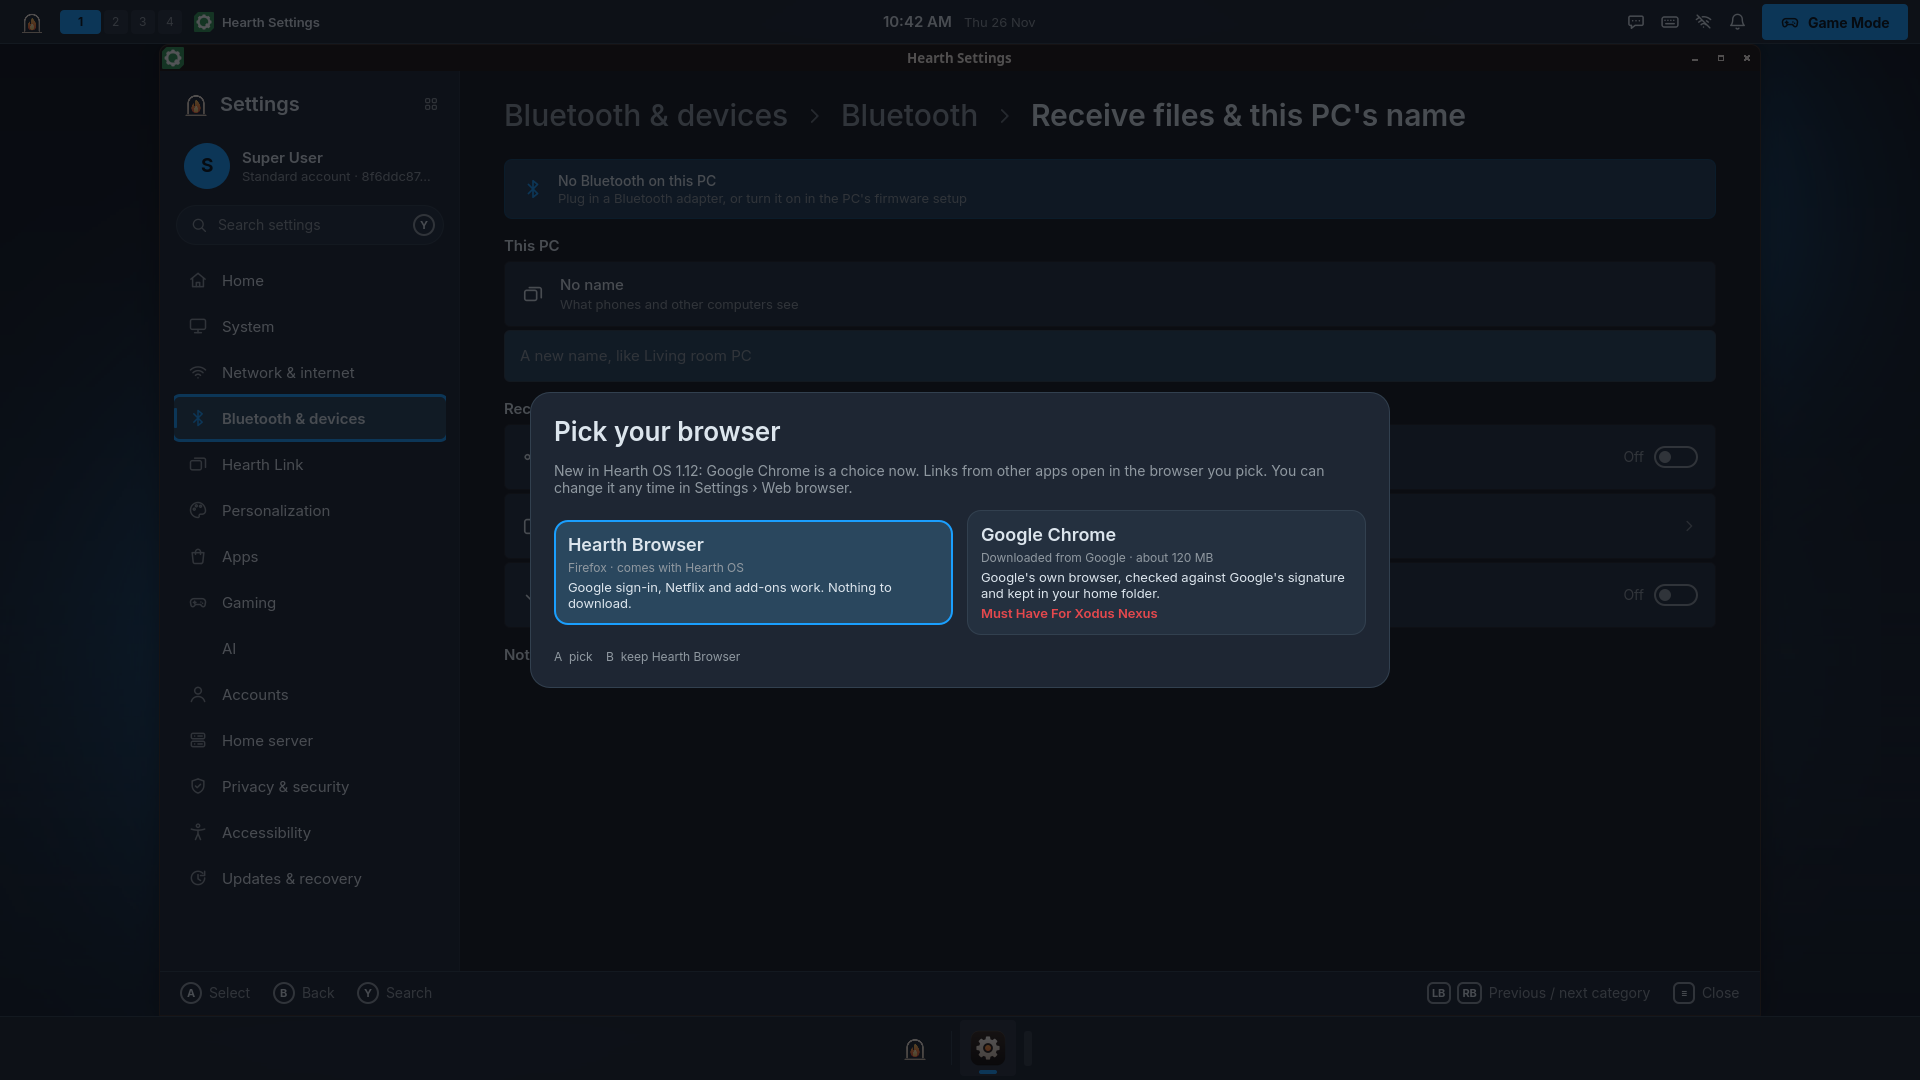 1 2 3 4 Hearth Settings
10:42 AM Thu 26 Nov
Game Mode
Hearth Settings
Settings
S
Super User
Standard account · 8f6ddc87...
Search settings Y
Home
System
Network & internet
Bluetooth & devices
Hearth Link
Personalization
Apps
Gaming
AI
Accounts
Home server
Privacy & security
Accessibility
Updates & recovery
Bluetooth & devices > Bluetooth > Receive files & this PC's name
No Bluetooth on this PC
Plug in a Bluetooth adapter, or turn it on in the PC's firmware setup
This PC
No name
What phones and other computers see
A new name, like Living room PC
Rec
Off
Off
Not
Pick your browser
New in Hearth OS 1.12: Google Chrome is a choice now. Links from other apps open in the browser you pick. You can
change it any time in Settings › Web browser.
Hearth Browser
Firefox · comes with Hearth OS
Google sign-in, Netflix and add-ons work. Nothing to
download.
Google Chrome
Downloaded from Google · about 120 MB
Google's own browser, checked against Google's signature
and kept in your home folder.
Must Have For Xodus Nexus
A pick B keep Hearth Browser
A Select B Back Y Search
LB RB Previous / next category ≡ Close